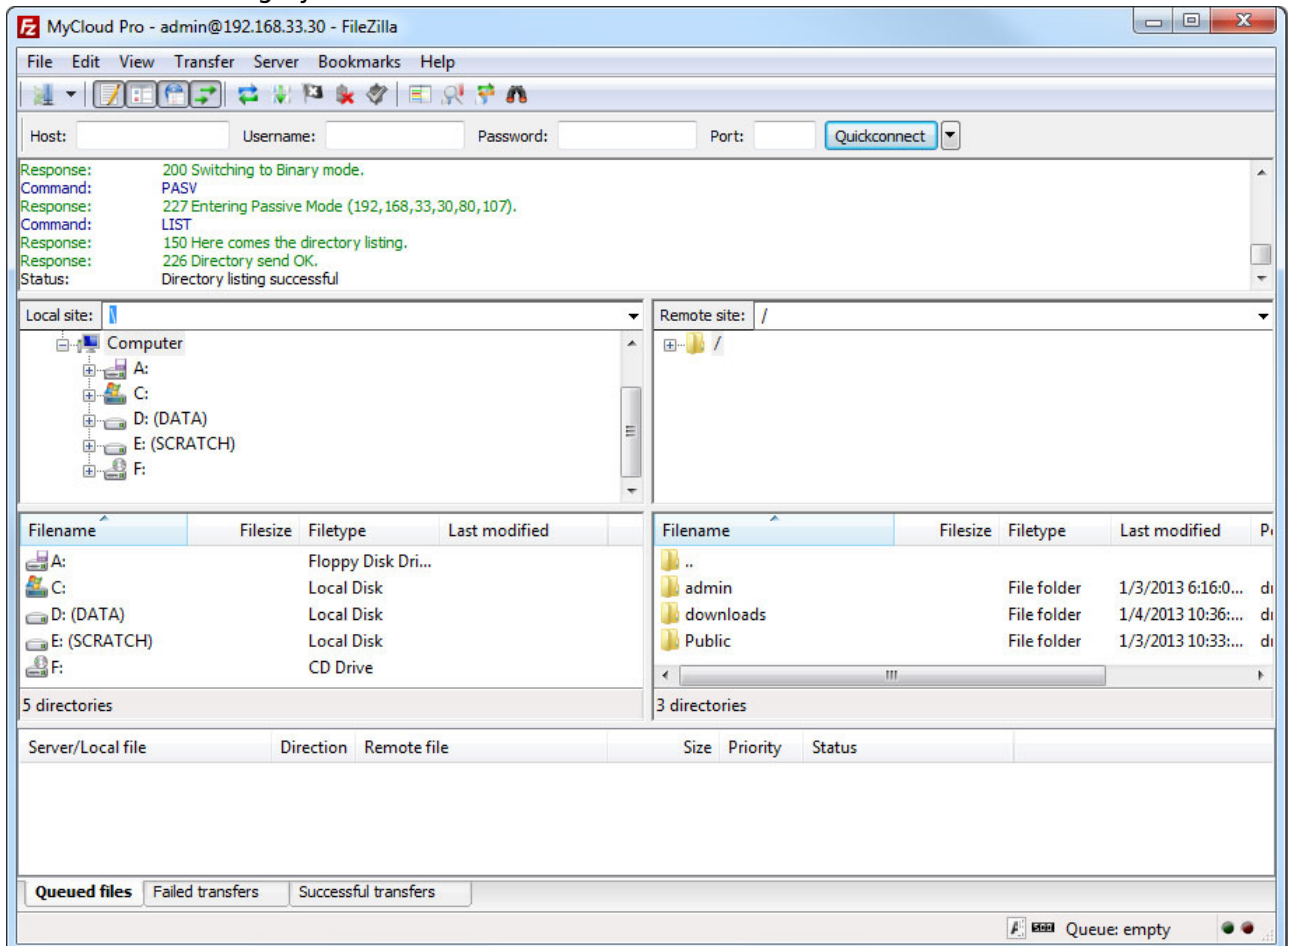 MyCloud Pro - admin@192.168.33.30 - FileZilla
File Edit View Transfer Server Bookmarks Help
Host: Username: Password: Port: Quickconnect
Response: 200 Switching to Binary mode.
Command: PASV
Response: 227 Entering Passive Mode (192,168,33,30,80,107).
Command: LIST
Response: 150 Here comes the directory listing.
Response: 226 Directory send OK.
Status: Directory listing successful
Local site: \
Computer
A:
C:
D: (DATA)
E: (SCRATCH)
F:
Remote site: /
/
Filename Filesize Filetype Last modified
A: Floppy Disk Dri...
C: Local Disk
D: (DATA) Local Disk
E: (SCRATCH) Local Disk
F: CD Drive
5 directories
Filename Filesize Filetype Last modified
..
admin File folder 1/3/2013 6:16:0...
downloads File folder 1/4/2013 10:36:...
Public File folder 1/3/2013 10:33:...
3 directories
Server/Local file Direction Remote file Size Priority Status
Queued files Failed transfers Successful transfers
Queue: empty